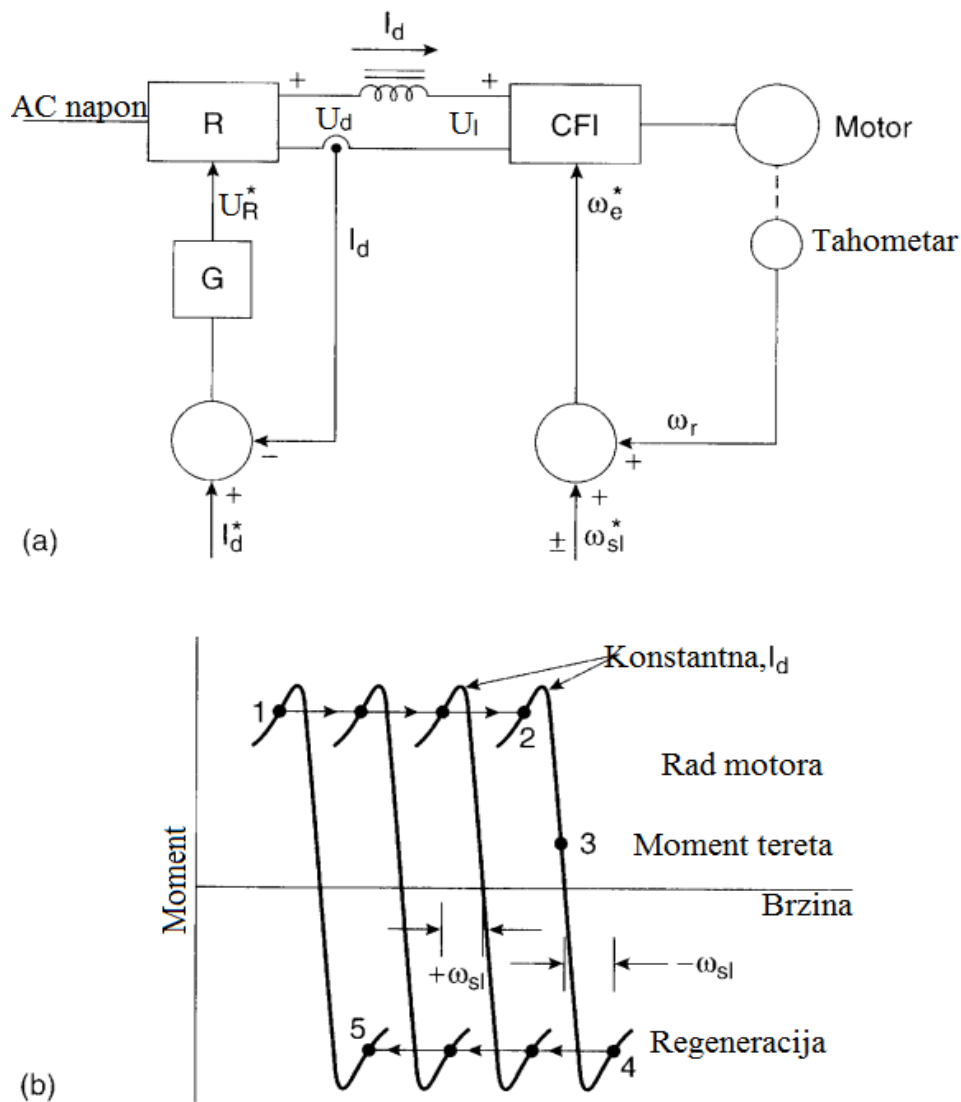 I_d
AC napon
R
+
U_d
+
U_I
CFI
Motor
U_R^*
I_d
ω_e^*
Tahometar
G
ω_r
−
+
+
+
I_d^*
± ω_sl^*
(a)
Konstantna,I_d
1
2
Rad motora
3
Moment tereta
Moment
Brzina
+ω_sl
−ω_sl
5
4
Regeneracija
(b)